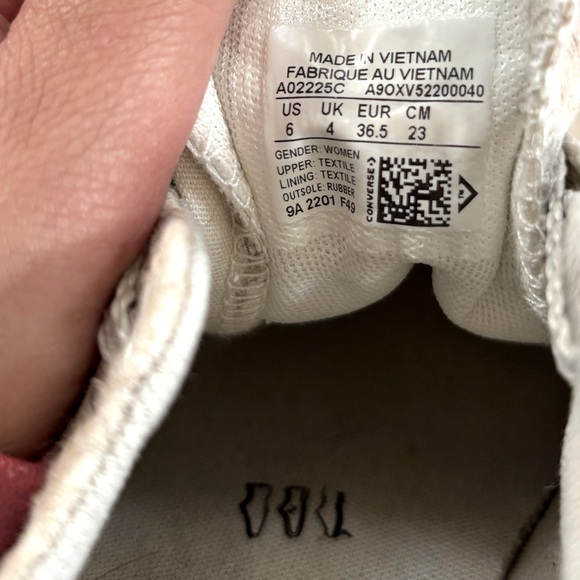 MADE IN VIETNAM
FABRIQUE AU VIETNAM
A02225C A9OXV52200040
US UK EUR CM
6 4 36.5 23
GENDER: WOMEN
UPPER: TEXTILE
LINING: TEXTILE
OUTSOLE: RUBBER
9A 2201 F49
CONVERSE